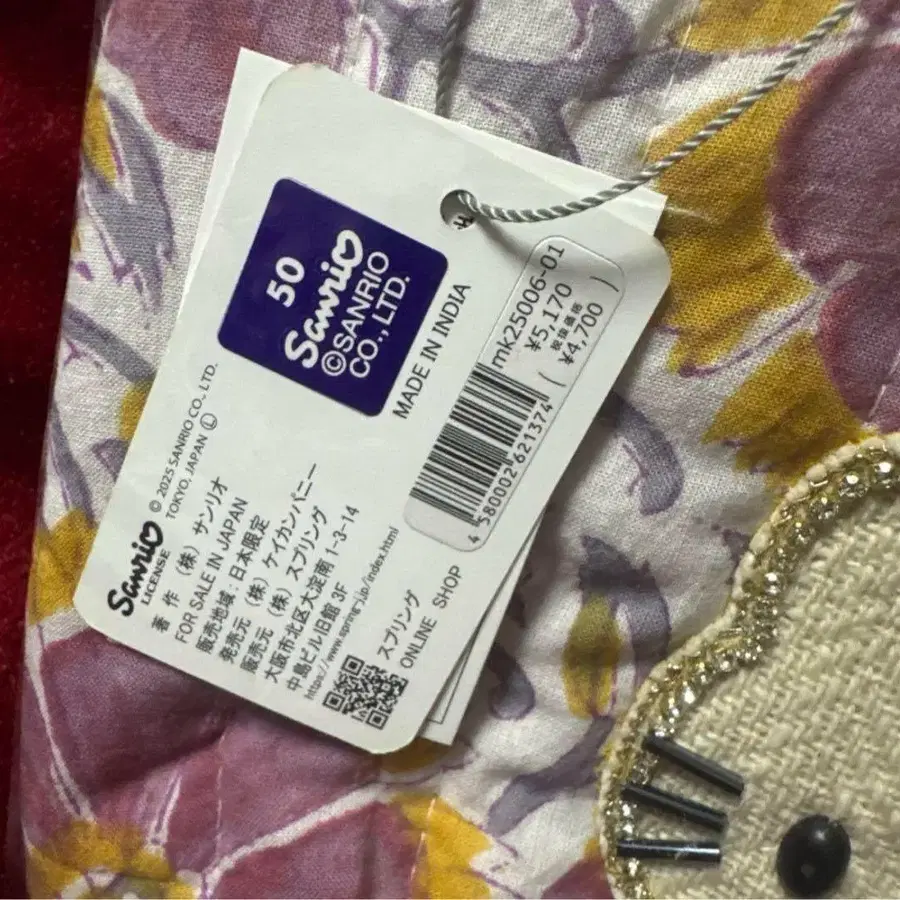 50
Sanrio
©SANRIO
CO., LTD.
MADE IN INDIA
mk25006-01
¥5,170
税抜価格
( ¥4,700 )
4 580002 621374
Sanrio
LICENSE
© 2025 SANRIO CO., LTD.
TOKYO, JAPAN Ⓛ
著 作 (株) サンリオ
FOR SALE IN JAPAN
販売地域:日本限定
発売元 (株) ケイカンパニー
販売元 (株) スプリング
大阪市北区大淀南 1-3-14
中島ビル旧館 3F
スプリング
ONLINE SHOP